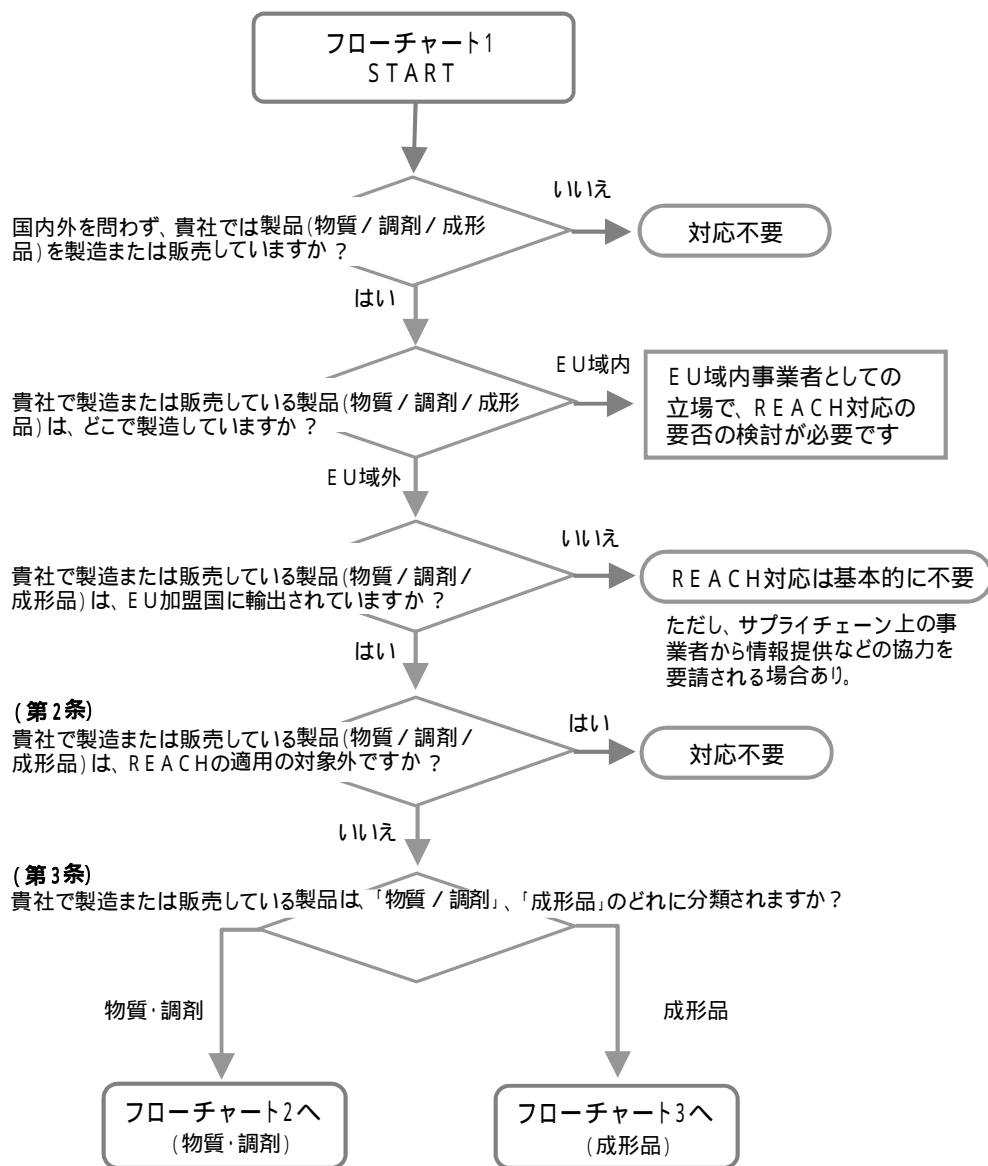 フローチャート1
START
国内外を問わず、貴社では製品(物質/調剤/成形
品)を製造または販売していますか?
いいえ
対応不要
はい
貴社で製造または販売している製品(物質/調剤/成形
品)は、どこで製造していますか?
EU域内
EU域内事業者としての
立場で、REACH対応の
要否の検討が必要です
EU域外
貴社で製造または販売している製品(物質/調剤/
成形品)は、EU加盟国に輸出されていますか?
いいえ
REACH対応は基本的に不要
ただし、サプライチェーン上の事
業者から情報提供などの協力を
要請される場合あり。
はい
(第2条)
貴社で製造または販売している製品(物質/調剤/
成形品)は、REACHの適用の対象外ですか?
はい
対応不要
いいえ
(第3条)
貴社で製造または販売している製品は、「物質/調剤」、「成形品」のどれに分類されますか?
物質・調剤
成形品
フローチャート2へ
(物質・調剤)
フローチャート3へ
(成形品)